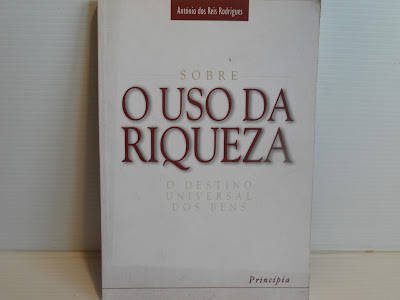 António dos Reis Rodrigues
SOBRE
O USO DA
RIQUEZA
O DESTINO
UNIVERSAL
DOS BENS
Principia